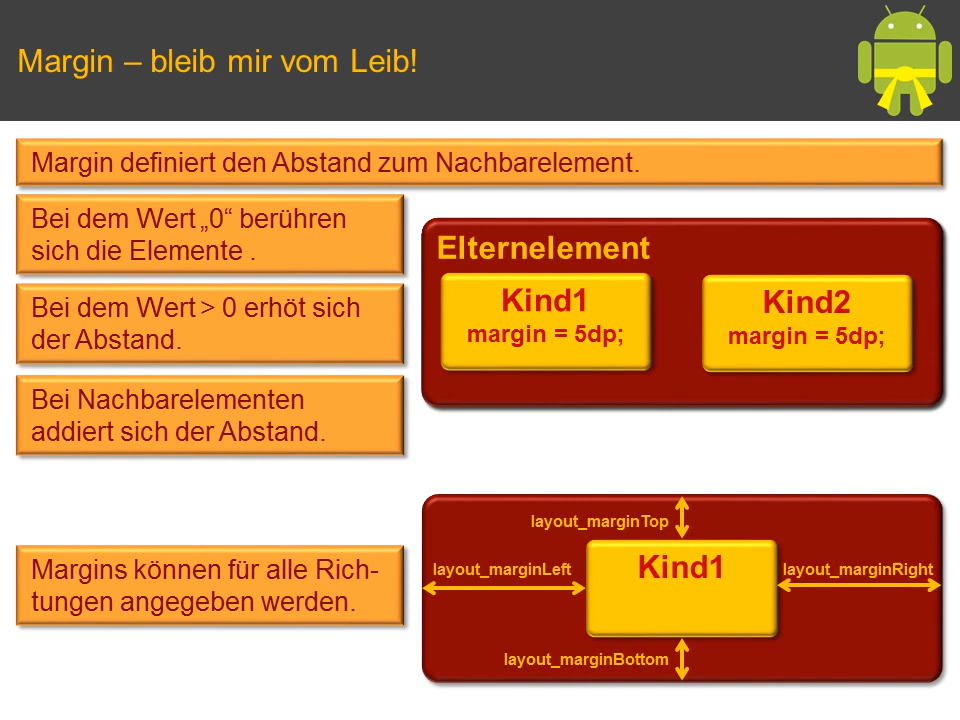 Margin – bleib mir vom Leib!
Margin definiert den Abstand zum Nachbarelement.
Bei dem Wert „0“ berühren
sich die Elemente .
Bei dem Wert > 0 erhöt sich
der Abstand.
Bei Nachbarelementen
addiert sich der Abstand.
Elternelement
Kind1
margin = 5dp;
Kind2
margin = 5dp;
Margins können für alle Rich-
tungen angegeben werden.
layout_marginTop
layout_marginLeft
Kind1
layout_marginRight
layout_marginBottom